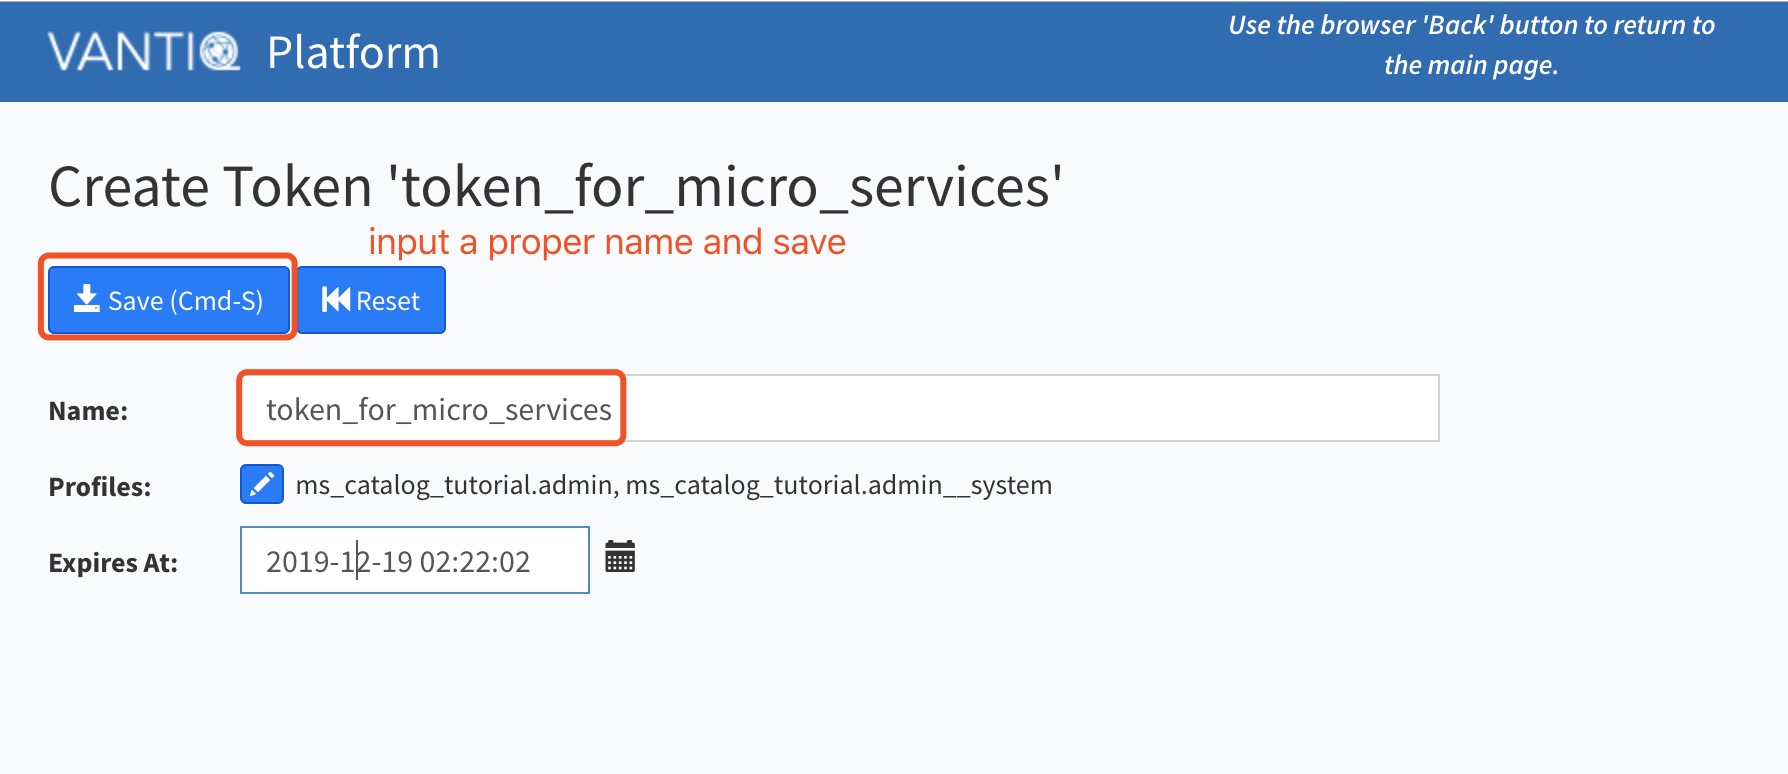 VANTIQ Platform
Use the browser 'Back' button to return to
the main page.
Create Token 'token_for_micro_services'
input a proper name and save
Save (Cmd-S) Reset
Name: token_for_micro_services
Profiles: ms_catalog_tutorial.admin, ms_catalog_tutorial.admin__system
Expires At: 2019-12-19 02:22:02